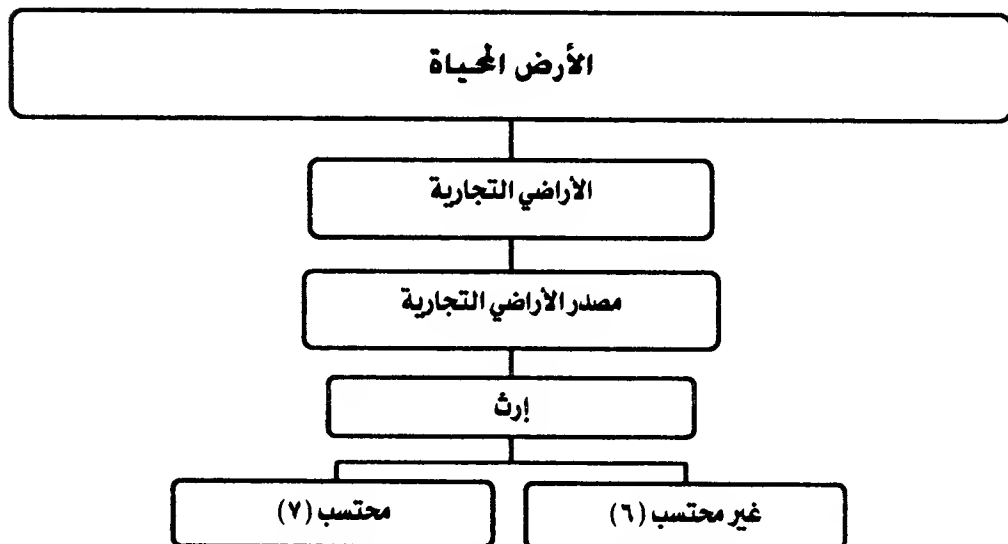 الأرض المحياة
الأراضي التجارية
مصدر الأراضي التجارية
إرث
غير محتسب (٦)
محتسب (٧)